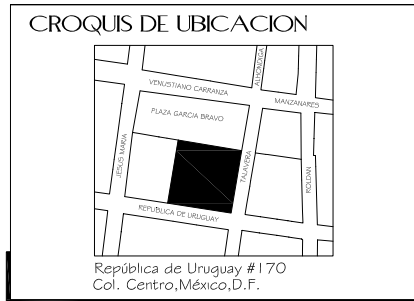 CROQUIS DE UBICACION
ALHONDIGA
VENUSTIANO CARRANZA
MANZANARES
PLAZA GARCIA BRAVO
JESUS MARIA
TALAVERA
ROLDAN
REPUBLICA DE URUGUAY
República de Uruguay #170
Col. Centro,México,D.F.